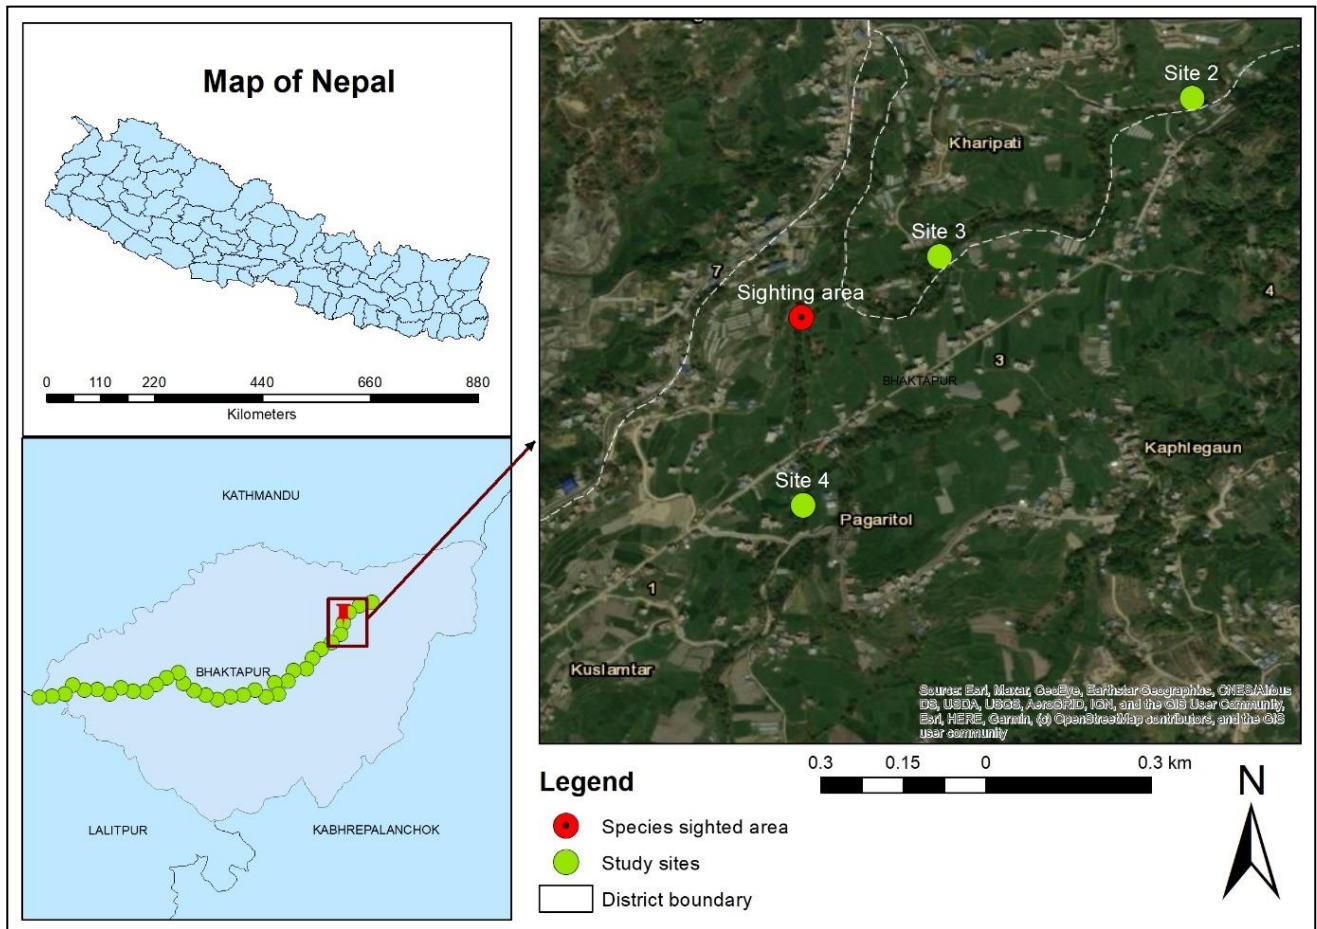 Map of Nepal
0 110 220 440 660 880
Kilometers
KATHMANDU
BHAKTAPUR
LALITPUR
KABHREPALANCHOK
Site 2
Kharipati
Site 3
7
Sighting area
4
3
BHAKTAPUR
Kaphlegaun
Site 4
Pagaritol
1
Kuslamtar
Source: Esri, Maxar, GeoEye, Earthstar Geographics, CNES/Airbus
DS, USDA, USGS, AeroGRID, IGN, and the GIS User Community,
Esri, HERE, Garmin, (c) OpenStreetMap contributors, and the GIS
user community
0.3 0.15 0 0.3 km
N
Legend
Species sighted area
Study sites
District boundary